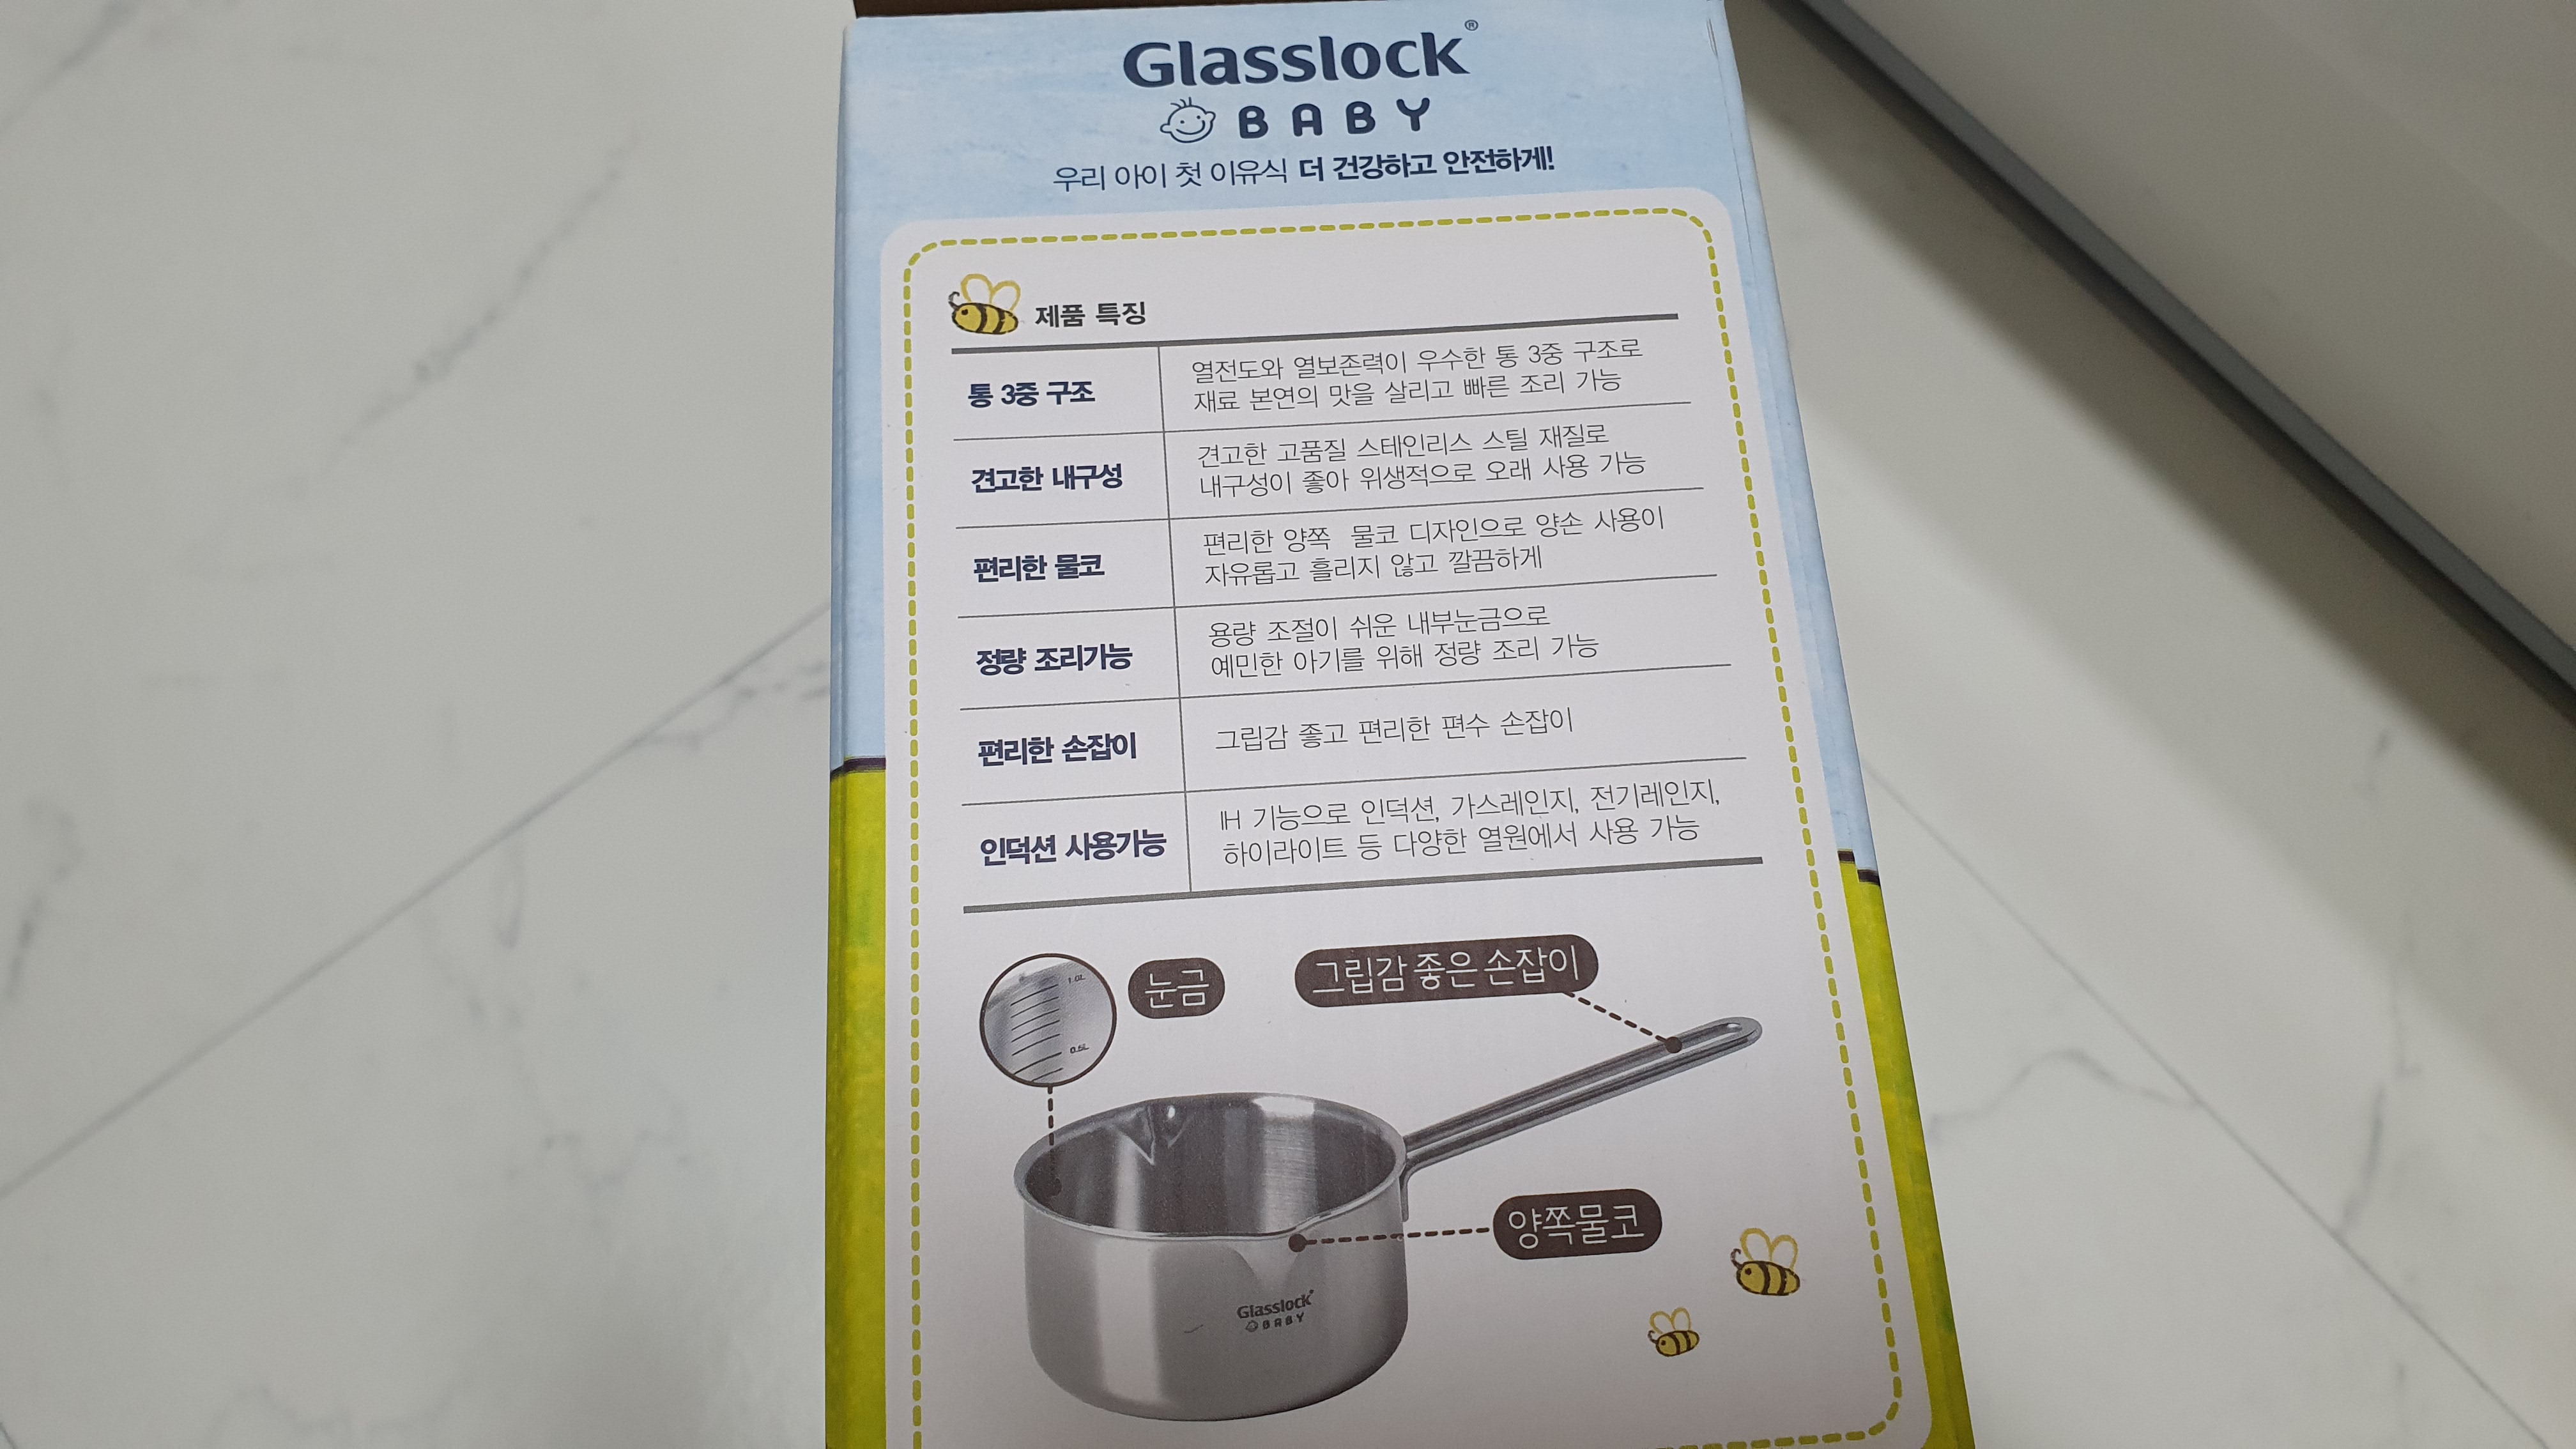 Glasslock®
BABY
우리 아이 첫 이유식 더 건강하고 안전하게!
제품 특징
통 3중 구조
열전도와 열보존력이 우수한 통 3중 구조로
재료 본연의 맛을 살리고 빠른 조리 가능
견고한 내구성
견고한 고품질 스테인리스 스틸 재질로
내구성이 좋아 위생적으로 오래 사용 가능
편리한 물코
편리한 양쪽 물코 디자인으로 양손 사용이
자유롭고 흘리지 않고 깔끔하게
정량 조리가능
용량 조절이 쉬운 내부눈금으로
예민한 아기를 위해 정량 조리 가능
편리한 손잡이
그립감 좋고 편리한 편수 손잡이
인덕션 사용가능
IH 기능으로 인덕션, 가스레인지, 전기레인지,
하이라이트 등 다양한 열원에서 사용 가능
1.0L
0.5L
눈금
그립감 좋은 손잡이
양쪽물코
Glasslock
BABY